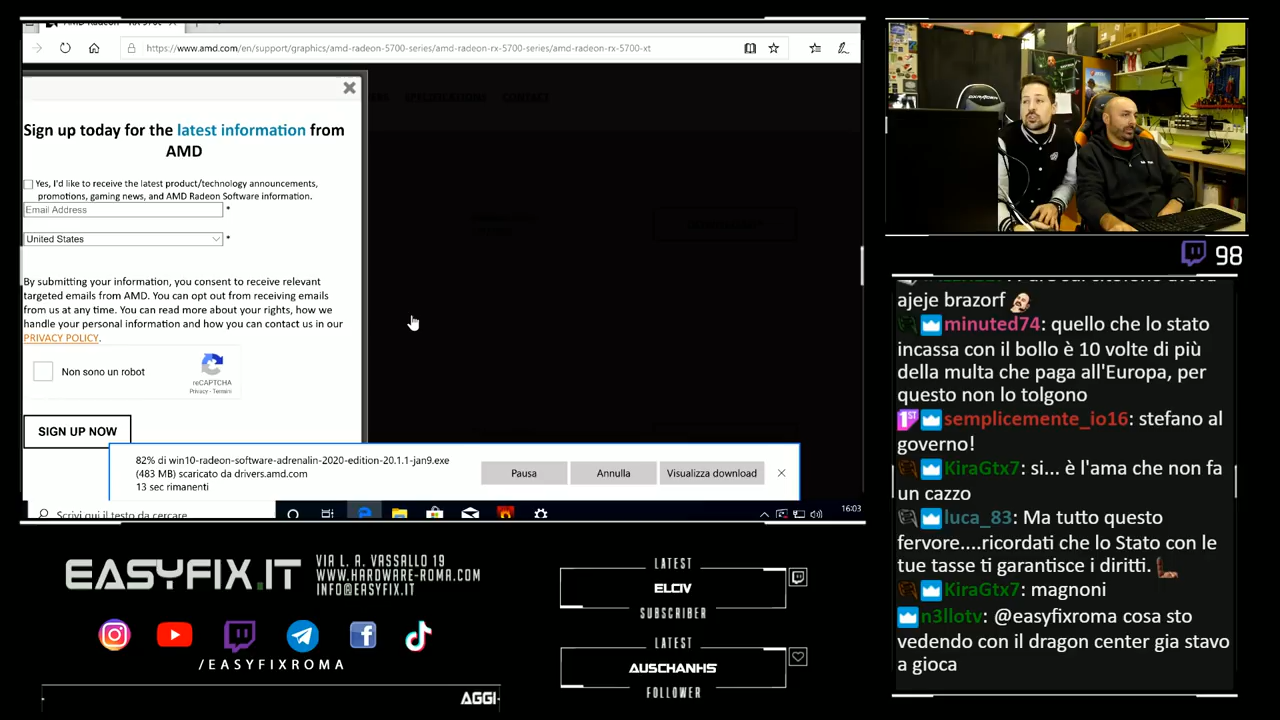 https://www.amd.com/en/support/graphics/amd-radeon-5700-series/amd-radeon-rx-5700-series/amd-radeon-rx-5700-xt
SPECIFICATIONS CONTACT
Sign up today for the latest information from
AMD
Yes, I'd like to receive the latest product/technology announcements,
promotions, gaming news, and AMD Radeon Software information.
Email Address *
United States *
By submitting your information, you consent to receive relevant
targeted emails from AMD. You can opt out from receiving emails
from us at any time. You can read more about your rights, how we
handle your personal information and how you can contact us in our
PRIVACY POLICY.
Non sono un robot
reCAPTCHA
Privacy - Termini
SIGN UP NOW
82% di win10-radeon-software-adrenalin-2020-edition-20.1.1-jan9.exe
(483 MB) scaricato da drivers.amd.com
13 sec rimanenti
Pausa
Annulla
Visualizza download
Scrivi qui il testo da cercare
16:03
98
ajeje brazorf
minuted74: quello che lo stato
incassa con il bollo è 10 volte di più
della multa che paga all'Europa, per
questo non lo tolgono
semplicemente_io16: stefano al
governo!
KiraGtx7: si... è l'ama che non fa
un cazzo
luca_83: Ma tutto questo
fervore....ricordati che lo Stato con le
tue tasse ti garantisce i diritti.
KiraGtx7: magnoni
n3llotv: @easyfixroma cosa sto
vedendo con il dragon center gia stavo
a gioca
EASYFIX.IT
VIA L. A. VASSALLO 19
WWW.HARDWARE-ROMA.COM
INFO@EASYFIX.IT
/EASYFIXROMA
AGGI
LATEST
ELCIV
SUBSCRIBER
LATEST
AUSCHANHS
FOLLOWER